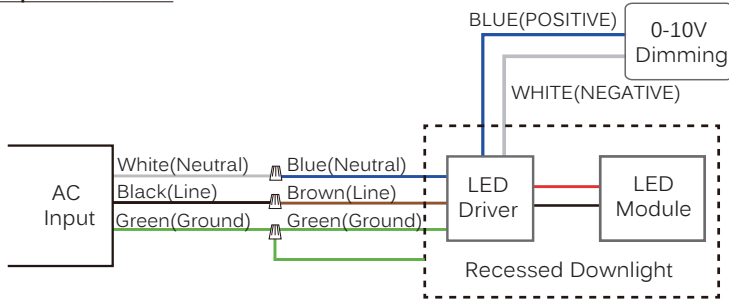 BLUE(POSITIVE)
0-10V
Dimming
WHITE(NEGATIVE)
AC
Input
White(Neutral)
Blue(Neutral)
Black(Line)
Brown(Line)
Green(Ground)
Green(Ground)
LED
Driver
LED
Module
Recessed Downlight